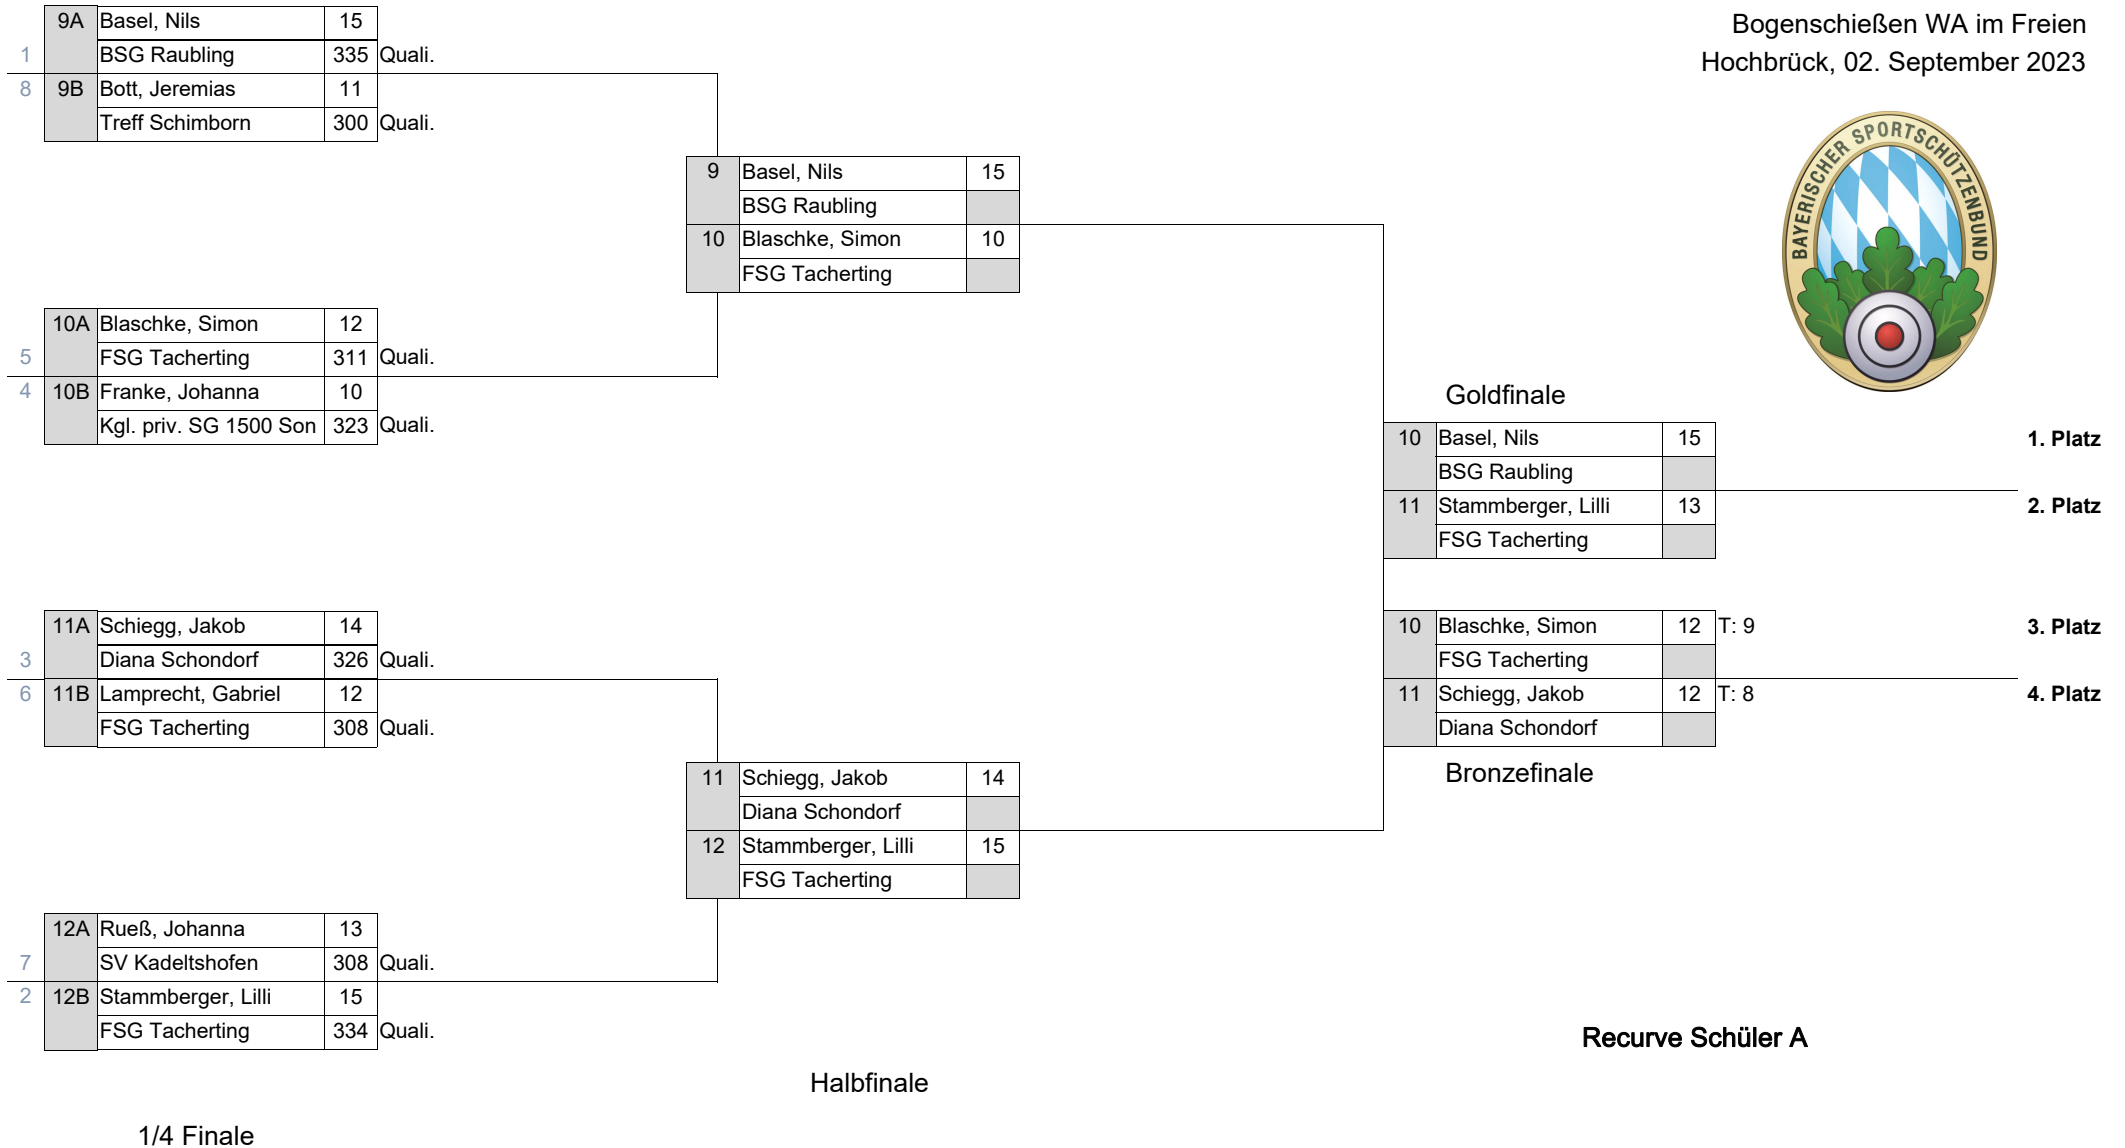 Bogenschießen WA im Freien
Hochbrück, 02. September 2023
BAYERISCHER SPORTSCHÜTZENBUND
9A Basel, Nils 15
1 BSG Raubling 335 Quali.
8 9B Bott, Jeremias 11
Treff Schimborn 300 Quali.
9 Basel, Nils 15
BSG Raubling
10 Blaschke, Simon 10
FSG Tacherting
10A Blaschke, Simon 12
5 FSG Tacherting 311 Quali.
4 10B Franke, Johanna 10
Kgl. priv. SG 1500 Son 323 Quali.
Goldfinale
10 Basel, Nils 15 1. Platz
BSG Raubling
11 Stammberger, Lilli 13 2. Platz
FSG Tacherting
11A Schiegg, Jakob 14
3 Diana Schondorf 326 Quali.
6 11B Lamprecht, Gabriel 12
FSG Tacherting 308 Quali.
10 Blaschke, Simon 12 T: 9 3. Platz
FSG Tacherting
11 Schiegg, Jakob 12 T: 8 4. Platz
Diana Schondorf
Bronzefinale
11 Schiegg, Jakob 14
Diana Schondorf
12 Stammberger, Lilli 15
FSG Tacherting
12A Rueß, Johanna 13
7 SV Kadeltshofen 308 Quali.
2 12B Stammberger, Lilli 15
FSG Tacherting 334 Quali.
Recurve Schüler A
Halbfinale
1/4 Finale